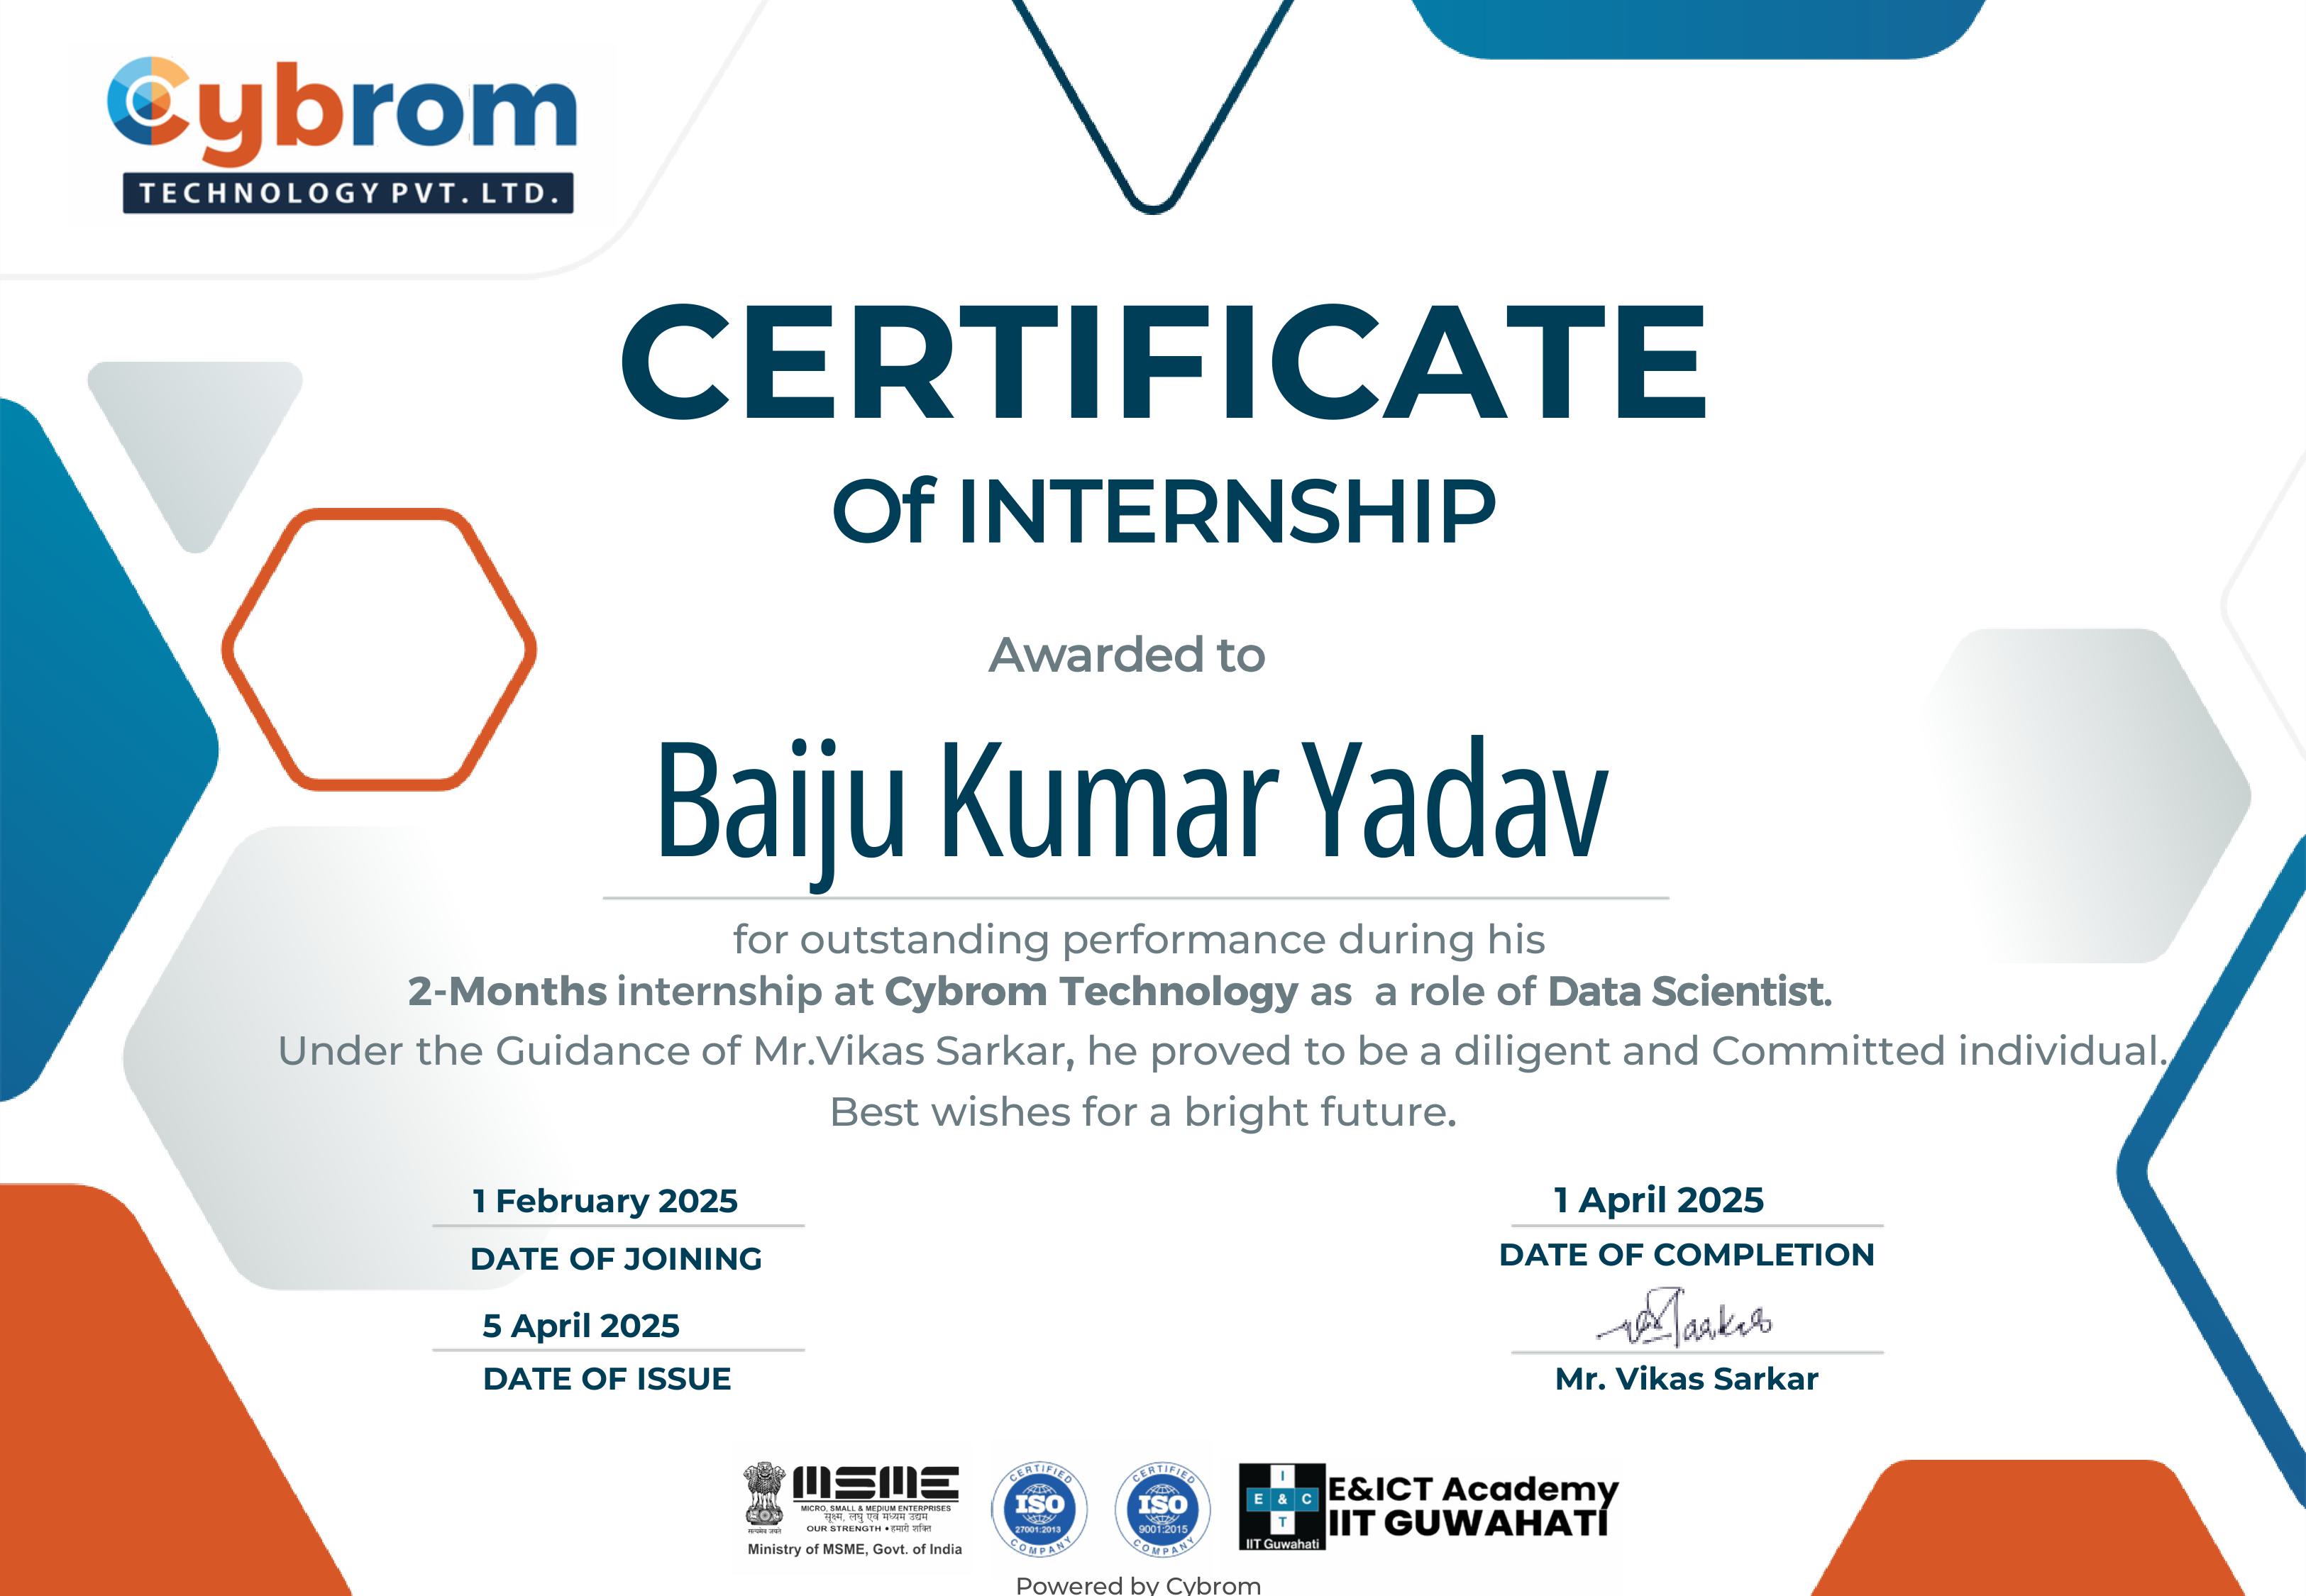 Cybrom
TECHNOLOGY PVT. LTD.
CERTIFICATE
Of INTERNSHIP
Awarded to
Baiju Kumar Yadav
for outstanding performance during his
2-Months internship at Cybrom Technology as a role of Data Scientist.
Under the Guidance of Mr.Vikas Sarkar, he proved to be a diligent and Committed individual.
Best wishes for a bright future.
1 February 2025
DATE OF JOINING
1 April 2025
DATE OF COMPLETION
5 April 2025
DATE OF ISSUE
Mr. Vikas Sarkar
MSME
MICRO, SMALL & MEDIUM ENTERPRISES
सूक्ष्म, लघु एवं मध्यम उद्यम
OUR STRENGTH • हमारी शक्ति
सत्यमेव जयते
Ministry of MSME, Govt. of India
CERTIFIED
ISO
27001:2013
COMPANY
CERTIFIED
ISO
9001:2015
COMPANY
I
E & C
T
IIT Guwahati
E&ICT Academy
IIT GUWAHATI
Powered by Cybrom